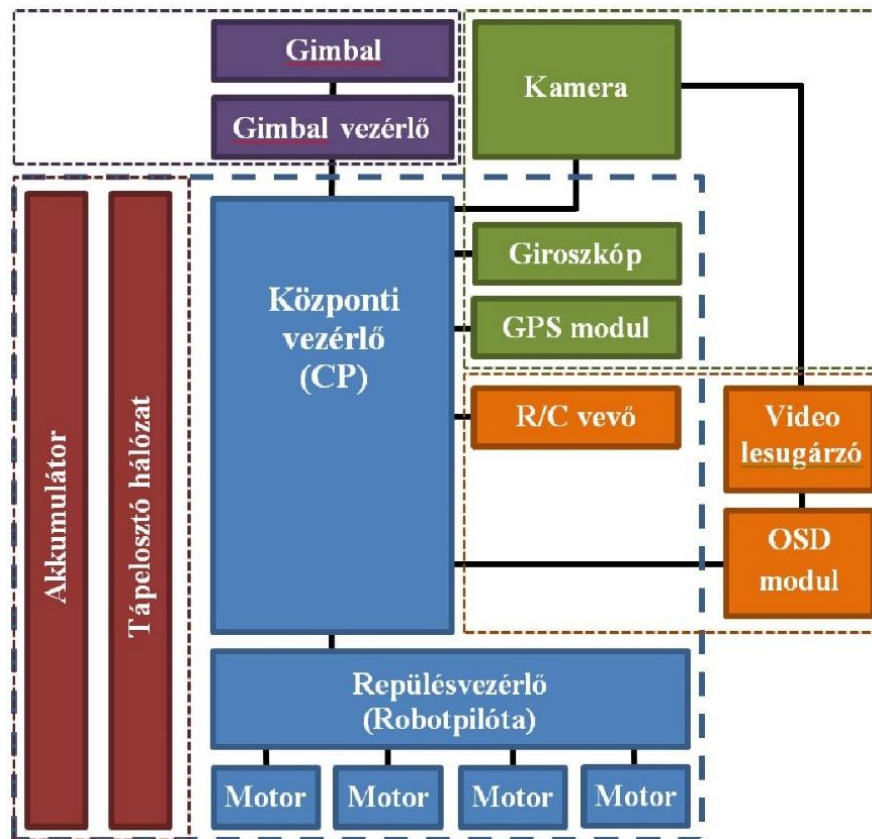 Gimbal
Gimbal vezérlő
Kamera
Akkumulátor
Tápelosztó hálózat
Központi
vezérlő
(CP)
Giroszkóp
GPS modul
R/C vevő
Video
lesugárzó
OSD
modul
Repülésvezérlő
(Robotpilóta)
Motor
Motor
Motor
Motor